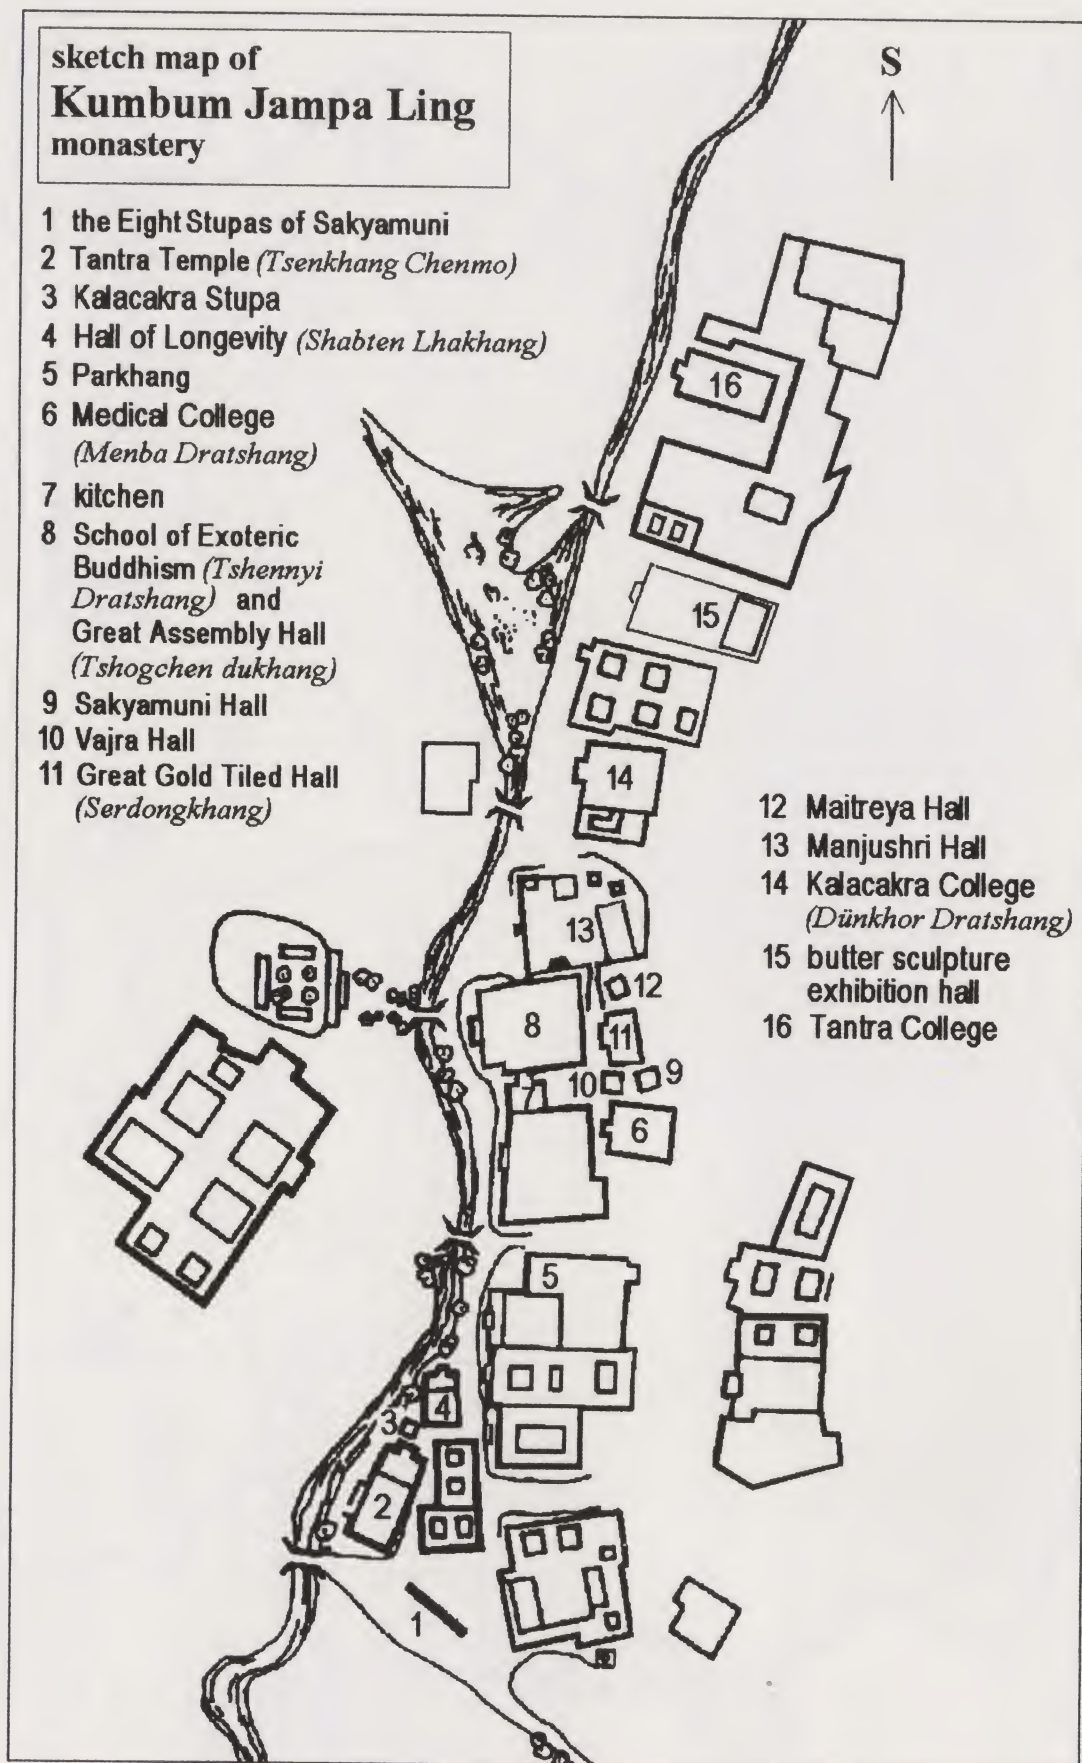 sketch map of
Kumbum Jampa Ling
monastery
S
1 the Eight Stupas of Sakyamuni
2 Tantra Temple (Tsenkhang Chenmo)
3 Kalacakra Stupa
4 Hall of Longevity (Shabten Lhakhang)
5 Parkhang
6 Medical College
(Menba Dratshang)
7 kitchen
8 School of Exoteric
Buddhism (Tshennyi
Dratshang) and
Great Assembly Hall
(Tshogchen dukhang)
9 Sakyamuni Hall
10 Vajra Hall
11 Great Gold Tiled Hall
(Serdongkhang)
12 Maitreya Hall
13 Manjushri Hall
14 Kalacakra College
(Dünkhor Dratshang)
15 butter sculpture
exhibition hall
16 Tantra College
16
15
14
13
12
8
11
7
10
9
6
5
4
3
2
1